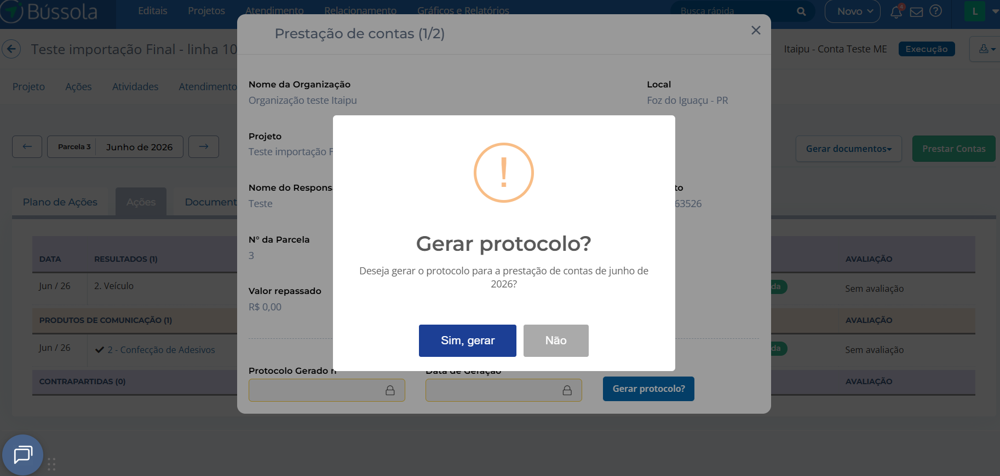 Bússola
Editais
Projetos
Atendimento
Relacionamento
Gráficos e Relatórios
Busca rápida
Novo
4
L
Prestação de contas (1/2)
Teste importação Final - linha 10
Itaipu - Conta Teste ME
Execução
Projeto
Ações
Atividades
Atendimento
Nome da Organização
Organização teste Itaipu
Local
Foz do Iguaçu - PR
Projeto
Teste importação F
Parcela 3
Junho de 2026
Gerar documentos
Prestar Contas
Nome do Respons
Teste
to
63526
Plano de Ações
Ações
Document
Gerar protocolo?
Deseja gerar o protocolo para a prestação de contas de junho de
2026?
Sim, gerar
Não
N° da Parcela
3
Valor repassado
R$ 0,00
DATA
RESULTADOS (1)
AVALIAÇÃO
Jun / 26
2. Veículo
da
Sem avaliação
PRODUTOS DE COMUNICAÇÃO (1)
AVALIAÇÃO
Jun / 26
2 - Confecção de Adesivos
da
Sem avaliação
CONTRAPARTIDAS (0)
AVALIAÇÃO
Protocolo Gerado n
Data de Geração
Gerar protocolo?